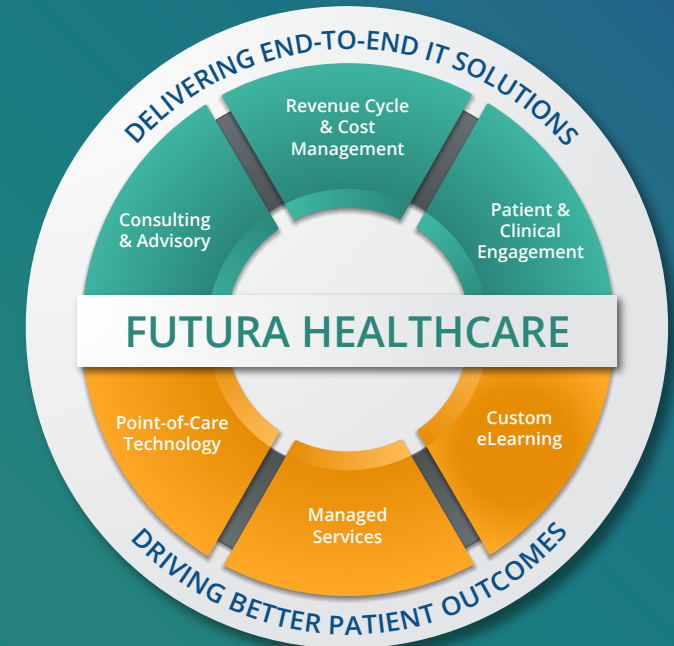 DELIVERING END-TO-END IT SOLUTIONS
Revenue Cycle
& Cost
Management
Consulting
& Advisory
Patient &
Clinical
Engagement
FUTURA HEALTHCARE
Point-of-Care
Technology
Custom
eLearning
Managed
Services
DRIVING BETTER PATIENT OUTCOMES